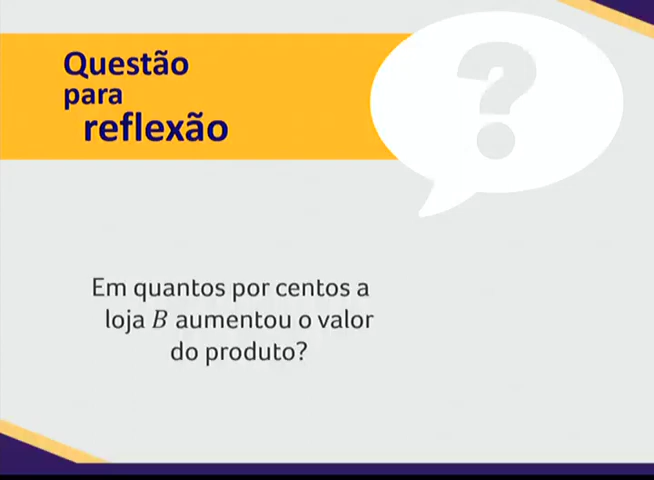 Questão
para
reflexão
?
Em quantos por centos a
loja B aumentou o valor
do produto?